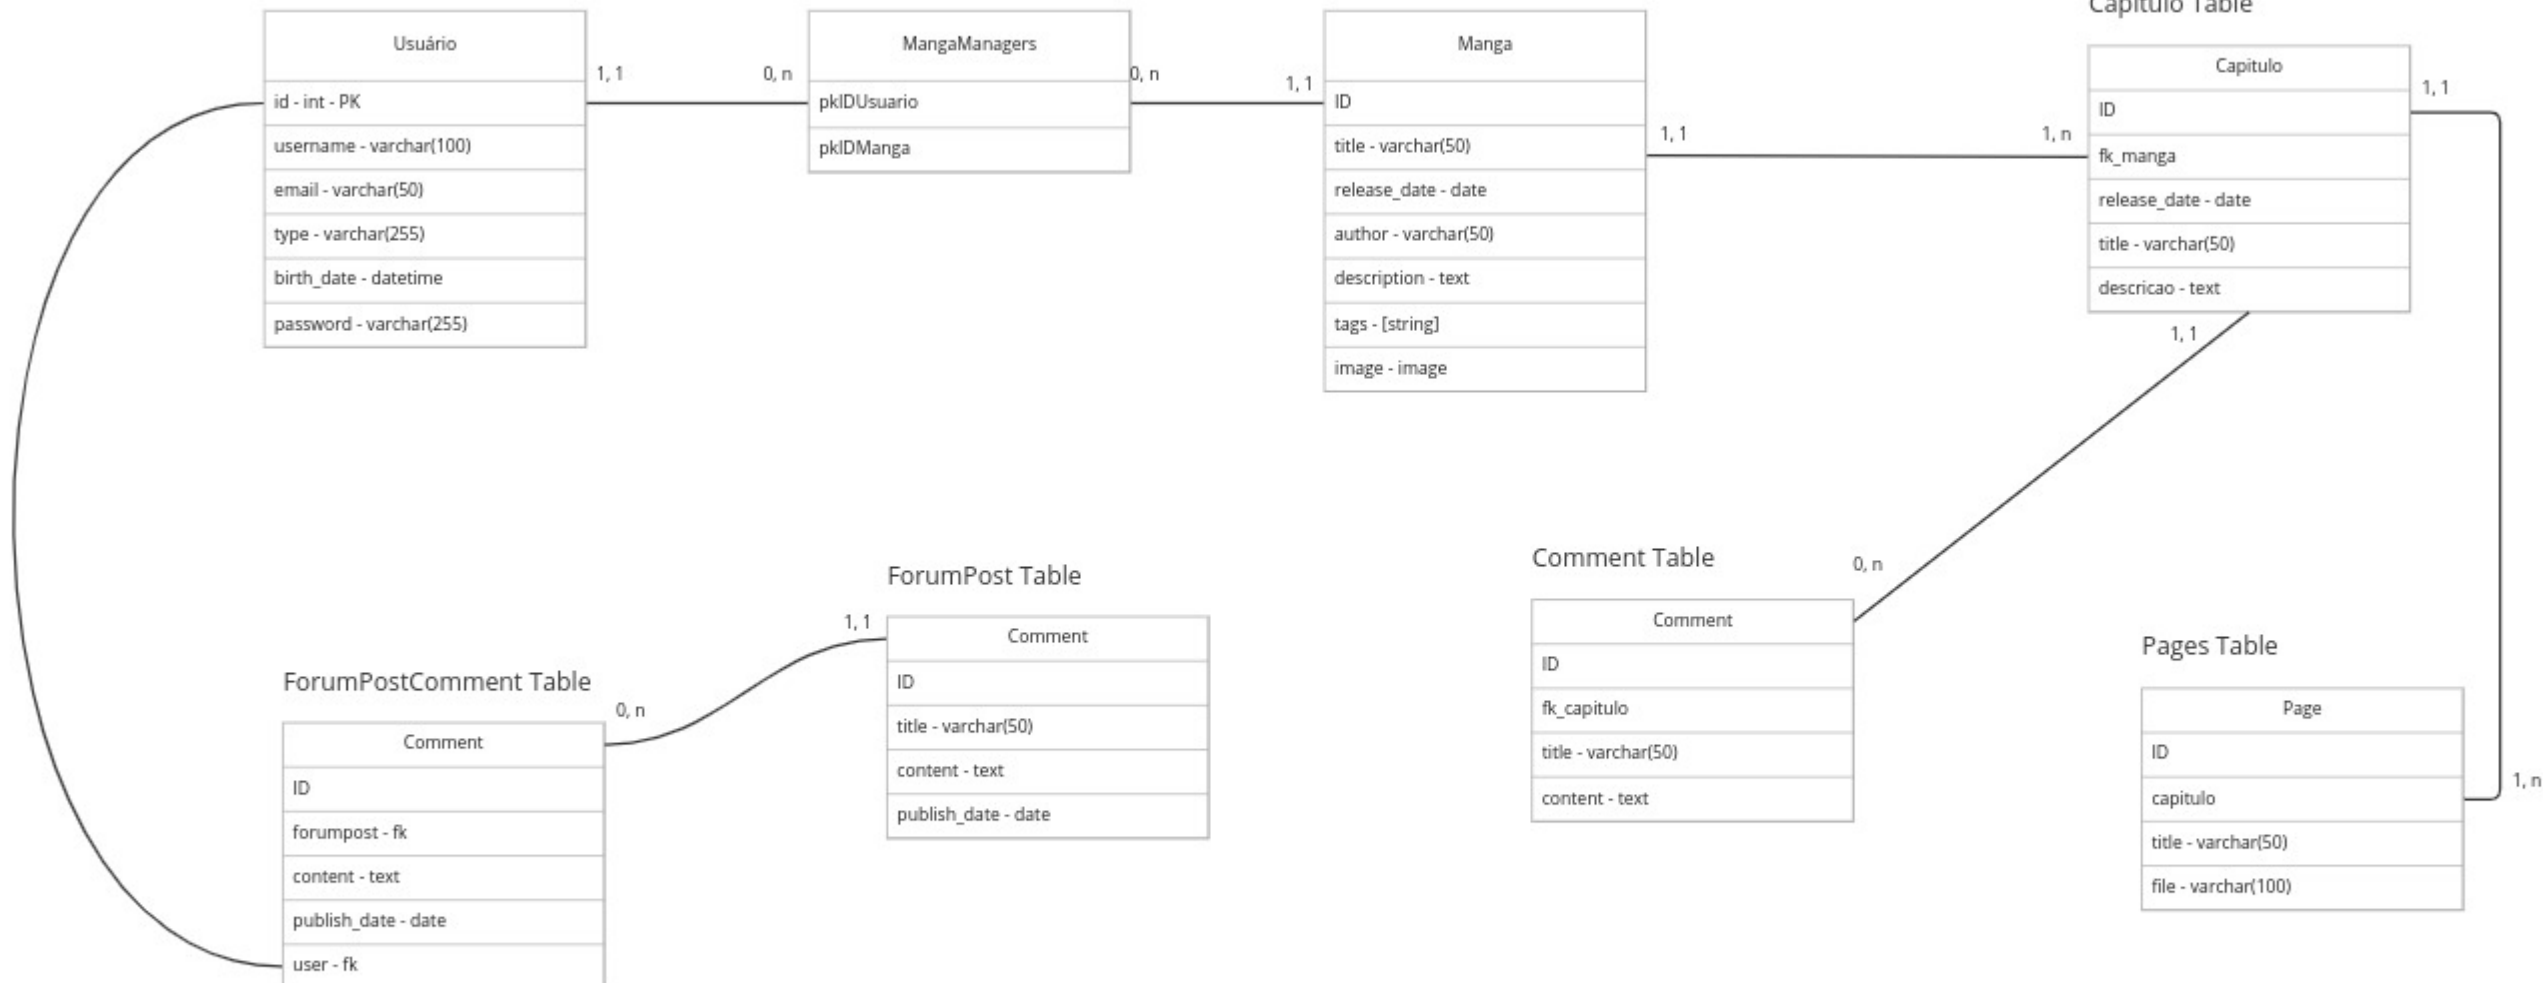 Capitulo Table
Usuário
id - int - PK
username - varchar(100)
email - varchar(50)
type - varchar(255)
birth_date - datetime
password - varchar(255)
1, 1
0, n
MangaManagers
pkIDUsuario
pkIDManga
0, n
1, 1
Manga
ID
title - varchar(50)
release_date - date
author - varchar(50)
description - text
tags - [string]
image - image
1, 1
1, n
Capitulo
ID
fk_manga
release_date - date
title - varchar(50)
descricao - text
1, 1
1, 1
ForumPostComment Table
Comment
ID
forumpost - fk
content - text
publish_date - date
user - fk
0, n
1, 1
ForumPost Table
Comment
ID
title - varchar(50)
content - text
publish_date - date
Comment Table
0, n
Comment
ID
fk_capitulo
title - varchar(50)
content - text
Pages Table
Page
ID
capitulo
title - varchar(50)
file - varchar(100)
1, n